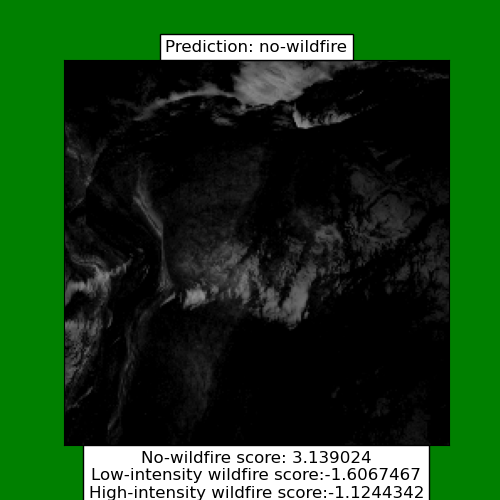 Prediction: no-wildfire
No-wildfire score: 3.139024
Low-intensity wildfire score:-1.6067467
High-intensity wildfire score:-1.1244342